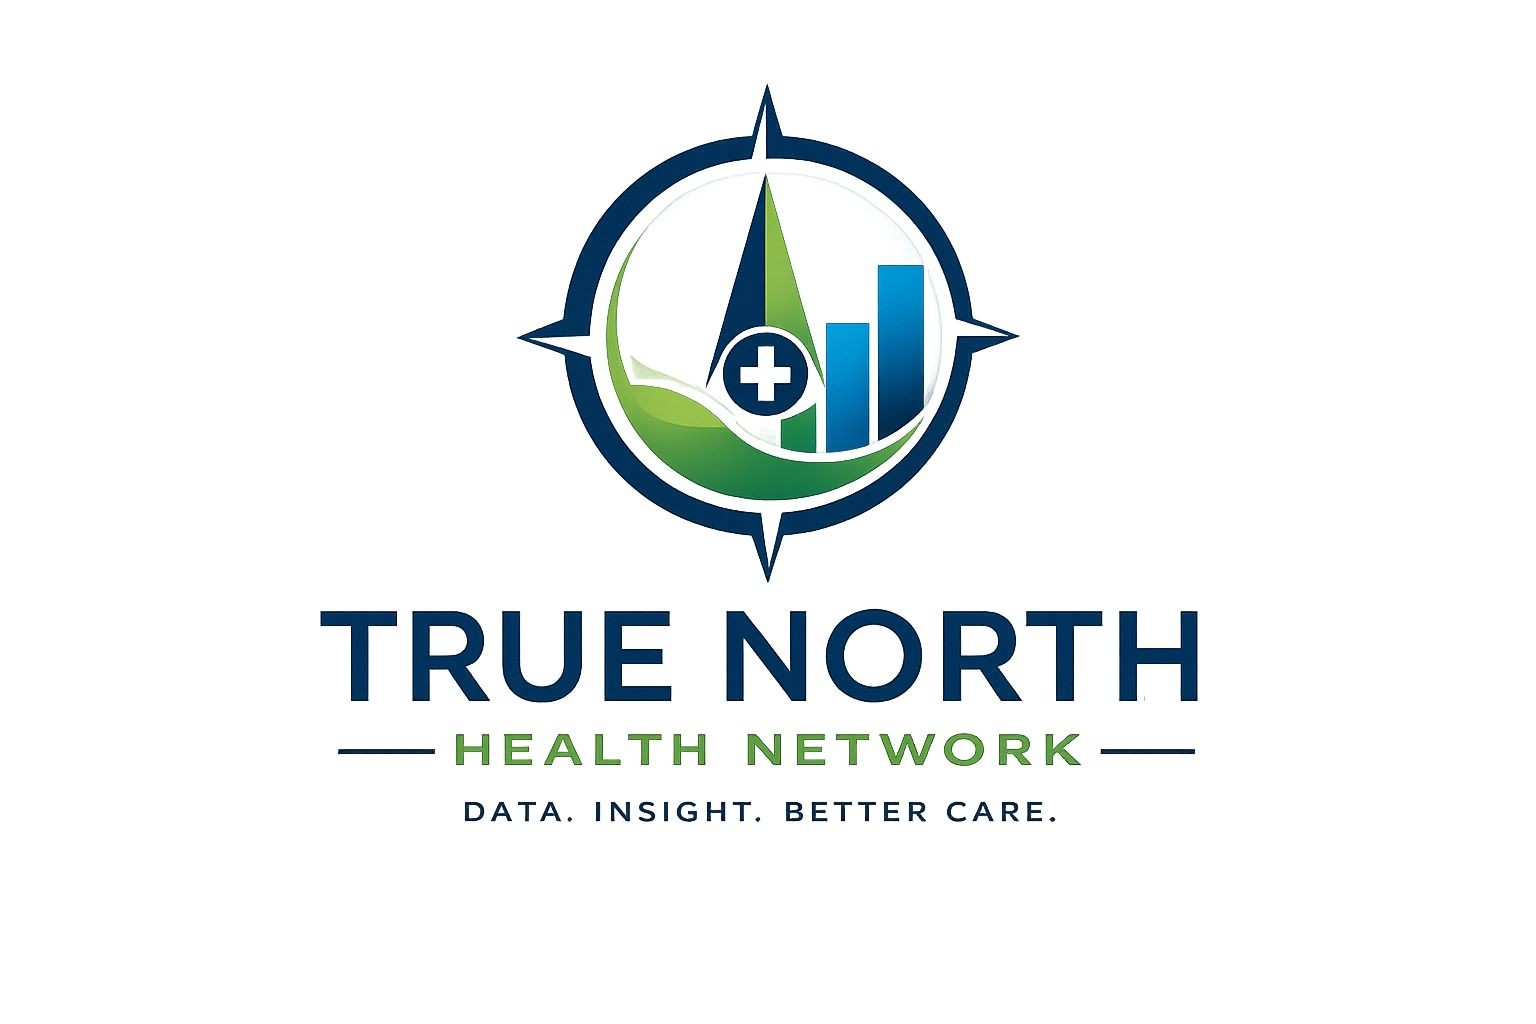 TRUE NORTH
HEALTH NETWORK
DATA. INSIGHT. BETTER CARE.